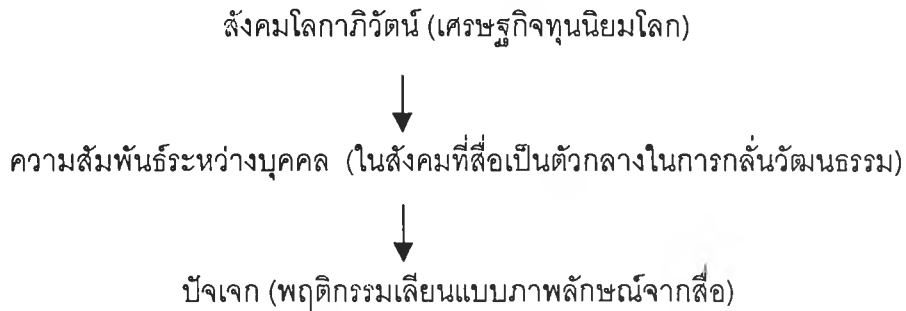 สังคมโลกาภิวัตน์ (เศรษฐกิจทุนนิยมโลก)
ความสัมพันธ์ระหว่างบุคคล (ในสังคมที่สื่อเป็นตัวกลางในการกลั่นวัฒนธรรม)
ปัจเจก (พฤติกรรมเลียนแบบภาพลักษณ์จากสื่อ)